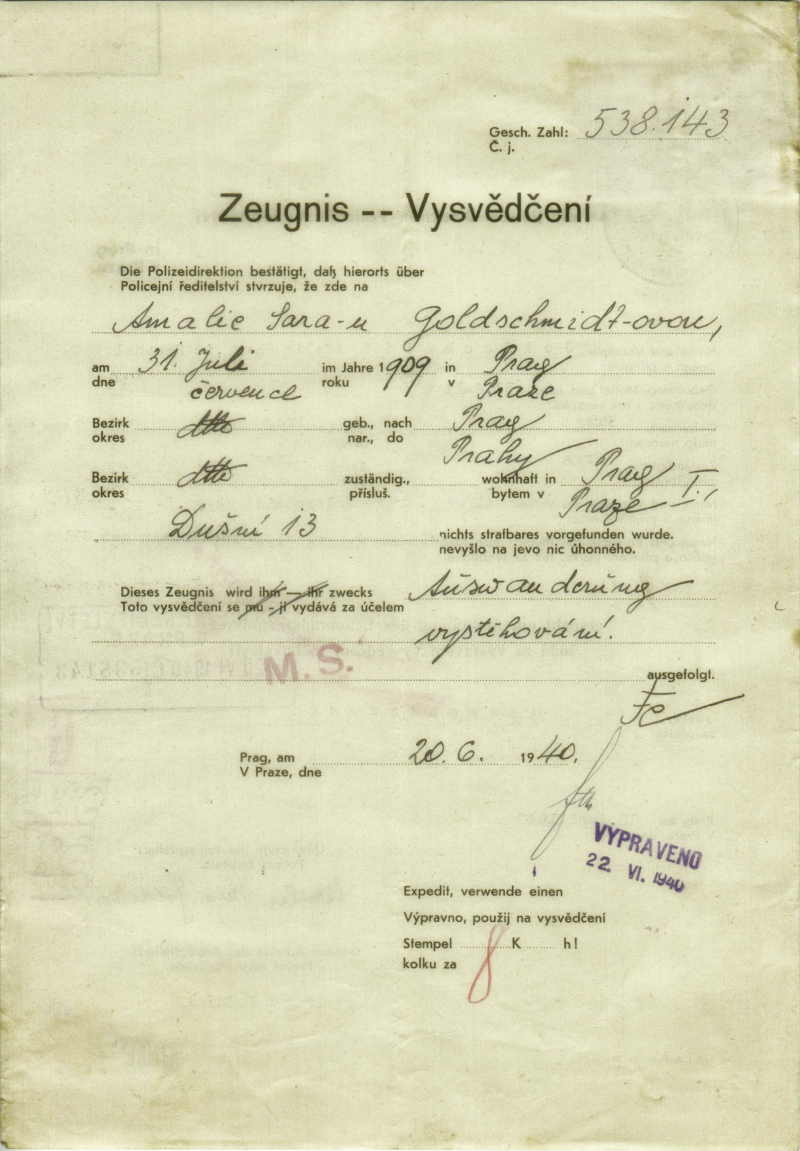 Gesch. Zahl: 538.143
Č. j.
Zeugnis -- Vysvědčení
Die Polizeidirektion bestätigt, daß hierorts über
Policejní ředitelství stvrzuje, že zde na
Amalie Sara-u Goldschmidt-ovou,
am 31. Juli im Jahre 1909 in Prag
dne července roku v Praze
Bezirk dtto geb., nach Prag
okres nar., do Prahy
Bezirk dtto zuständig., wohnhaft in Prag
okres přísluš. bytem v Praze I.,
Dušní 13 nichts strafbares vorgefunden wurde.
nevyšlo na jevo nic úhonného.
Dieses Zeugnis wird ihm — ihr zwecks Auswanderung
Toto vysvědčení se mu - jí vydává za účelem
vystěhování.
M. S.
ausgefolgt.
Prag, am 20. 6. 1940.
V Praze, dne
VYPRAVENO
22. VI. 1940
Expedit, verwende einen
Výpravno, použij na vysvědčení
Stempel 8 K h!
kolku za